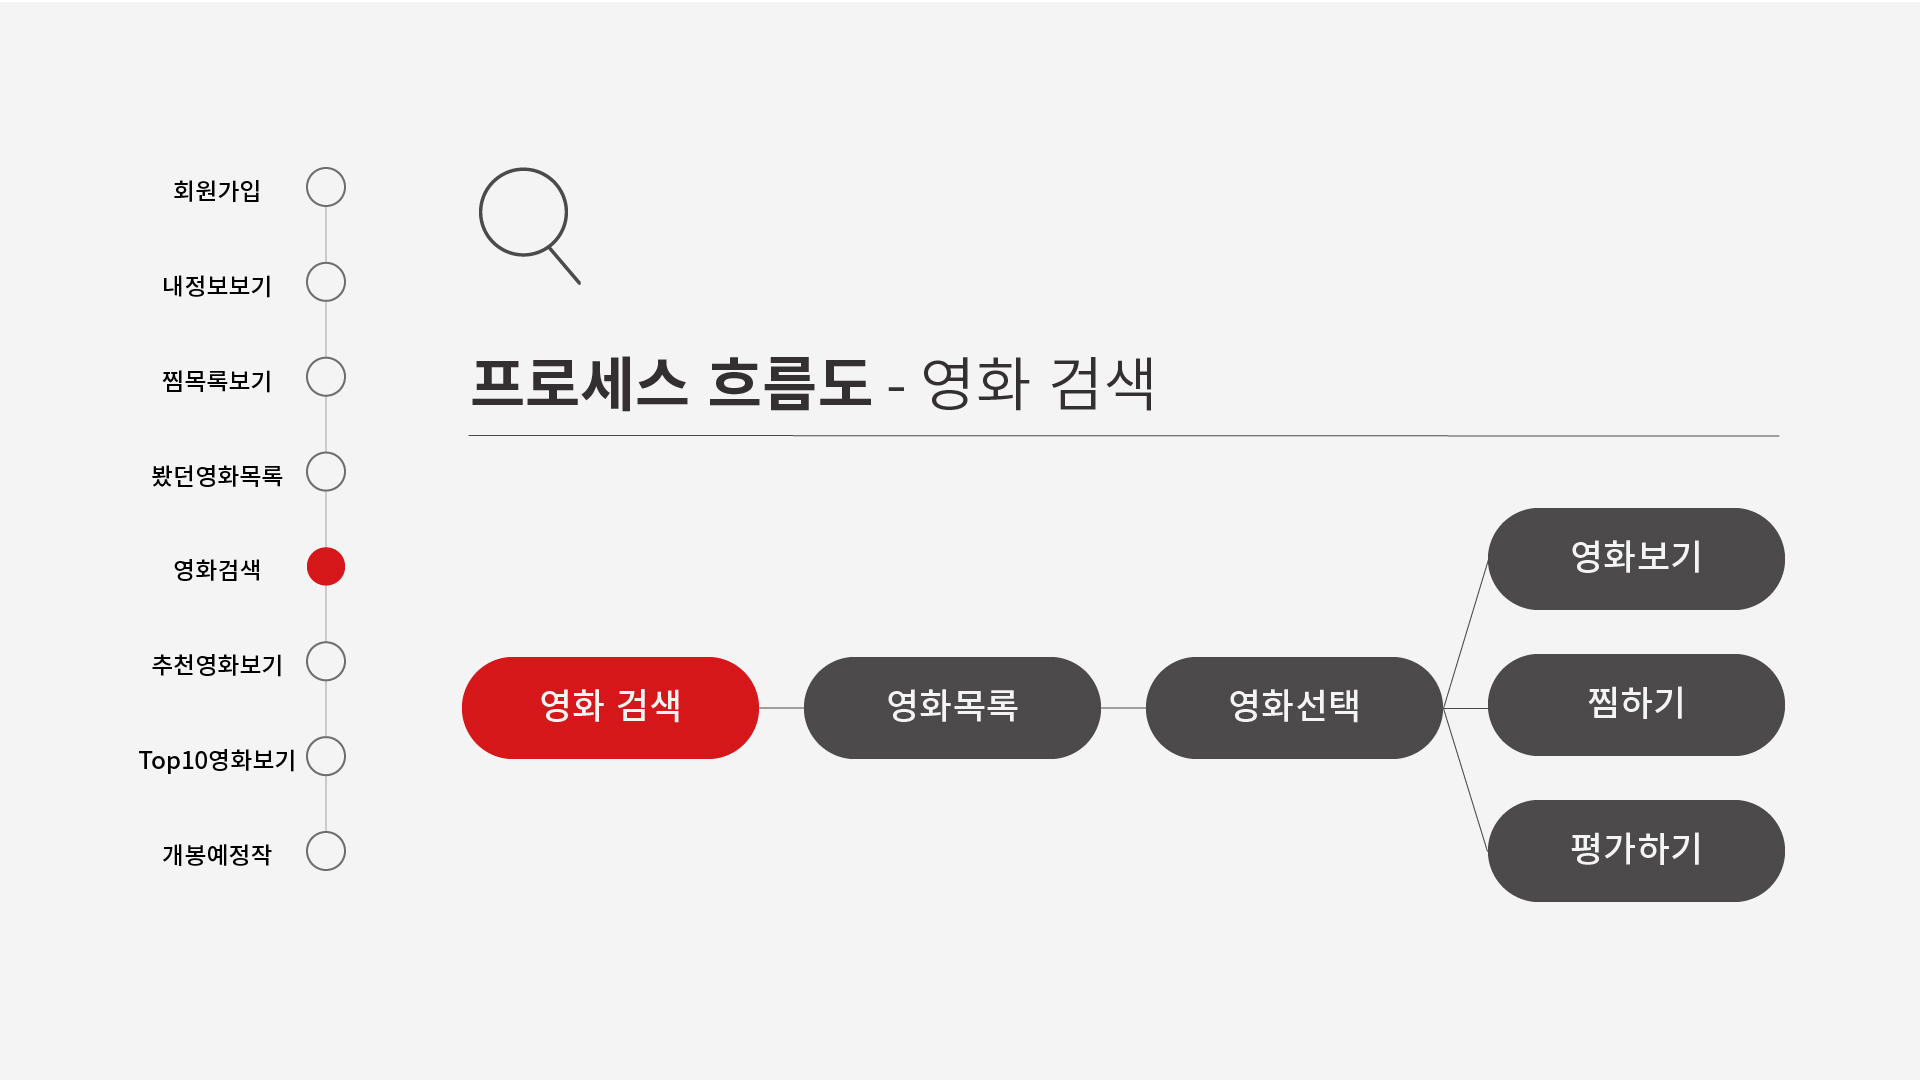 회원가입
내정보보기
찜목록보기
봤던영화목록
영화검색
추천영화보기
Top10영화보기
개봉예정작
프로세스 흐름도 - 영화 검색
영화 검색
영화목록
영화선택
영화보기
찜하기
평가하기